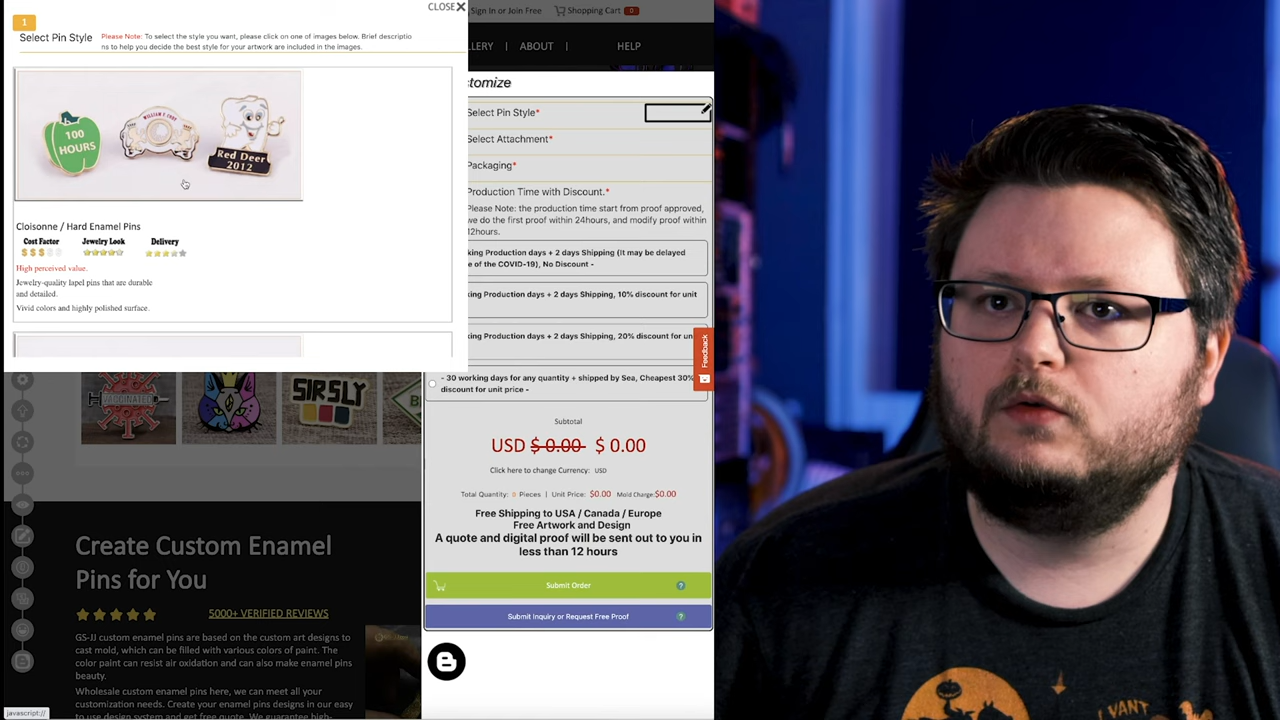 CLOSE X
1
Select Pin Style
Please Note: To select the style you want, please click on one of images below. Brief descriptio
ns to help you decide the best style for your artwork are included in the images.
100
HOURS
Red Deer
2012
Cloisonne / Hard Enamel Pins
Cost Factor
Jewelry Look
Delivery
$ $ $ $ $
High perceived value.
Jewelry-quality lapel pins that are durable
and detailed.
Vivid colors and highly polished surface.
Sign In or Join Free
Shopping Cart 0
LLERY | ABOUT | HELP
tomize
Select Pin Style*
Select Attachment*
Packaging*
Production Time with Discount.*
Please Note: the production time start from proof approved,
we do the first proof within 24hours, and modify proof within
12hours.
king Production days + 2 days Shipping (It may be delayed
e of the COVID-19), No Discount -
king Production days + 2 days Shipping, 10% discount for unit
king Production days + 2 days Shipping, 20% discount for un
- 30 working days for any quantity + shipped by Sea, Cheapest 30%
discount for unit price -
Feedback
Subtotal
USD $ 0.00 $ 0.00
Click here to change Currency: USD
Total Quantity: 0 Pieces | Unit Price: $0.00 Mold Charge:$0.00
Free Shipping to USA / Canada / Europe
Free Artwork and Design
A quote and digital proof will be sent out to you in
less than 12 hours
Submit Order ?
Submit Inquiry or Request Free Proof ?
VACCINATED
SIRSLY
B
Create Custom Enamel
Pins for You
5000+ VERIFIED REVIEWS
GS-JJ custom enamel pins are based on the custom art designs to
cast mold, which can be filled with various colors of paint. The
color paint can resist air oxidation and can also make enamel pins
beauty.
Wholesale custom enamel pins here, we can meet all your
customization needs. Create your enamel pins designs in our easy
to use design system and get free quote. We guarantee high-
javascript://
I VANT